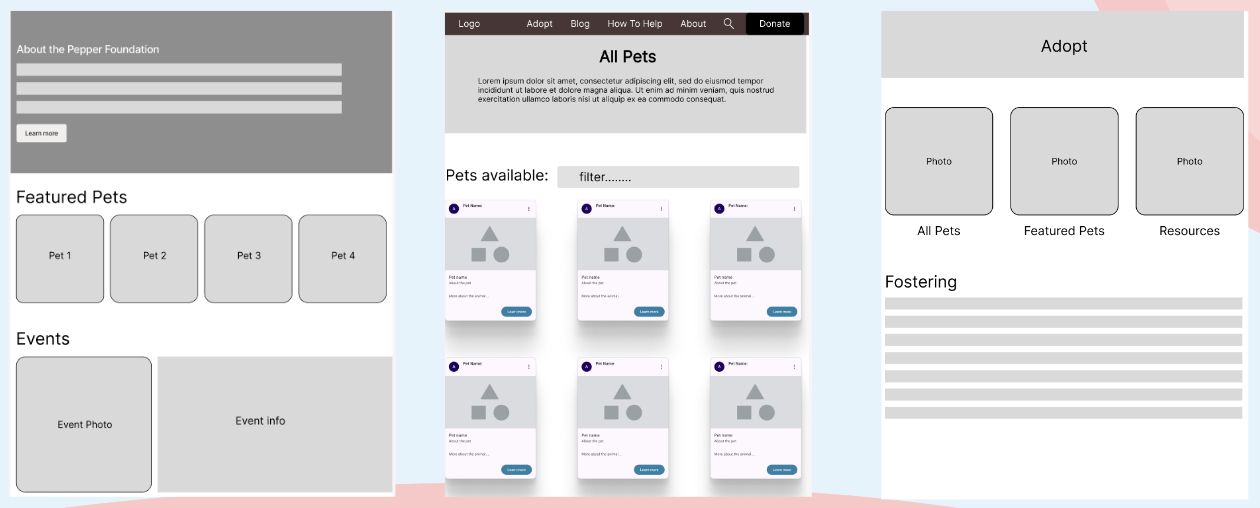 About the Pepper Foundation
Learn more
Featured Pets
Pet 1
Pet 2
Pet 3
Pet 4
Events
Event Photo
Event info
Logo
Adopt
Blog
How To Help
About
Donate
All Pets
Lorem ipsum dolor sit amet, consectetur adipiscing elit, sed do eiusmod tempor
incididunt ut labore et dolore magna aliqua. Ut enim ad minim veniam, quis nostrud
exercitation ullamco laboris nisi ut aliquip ex ea commodo consequat.
Pets available:
filter........
A
Pet Name
A
Pet Name
A
Pet Name
Pet name
About the pet
More about the animal...
Learn more
Pet name
About the pet
More about the animal...
Learn more
Pet name
About the pet
More about the animal...
Learn more
A
Pet Name
A
Pet Name
A
Pet Name
Pet name
About the pet
More about the animal...
Learn more
Pet name
About the pet
More about the animal...
Learn more
Pet name
About the pet
More about the animal...
Learn more
Adopt
Photo
Photo
Photo
All Pets
Featured Pets
Resources
Fostering